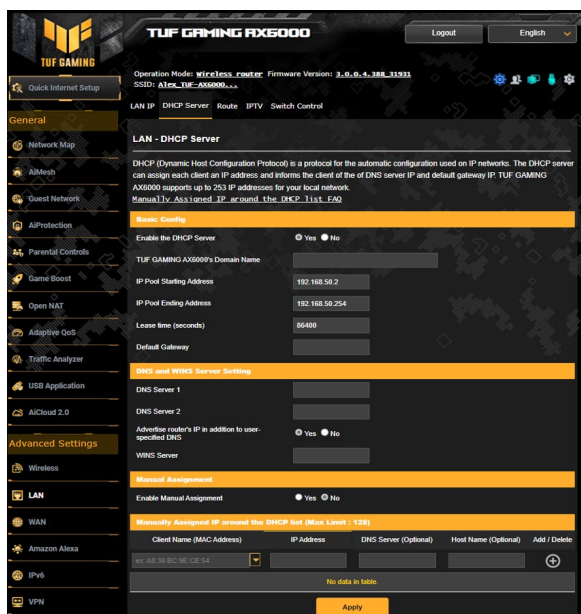 TUF GAMING
TUF GAMING AX6000
Logout
English
Quick Internet Setup
Operation Mode: Wireless router Firmware Version: 3.0.0.4.388_31931
SSID: Alex_TUF-AX6000...
LAN IP DHCP Server Route IPTV Switch Control
General
Network Map
AiMesh
Guest Network
AiProtection
Parental Controls
Game Boost
Open NAT
Adaptive QoS
Traffic Analyzer
USB Application
AiCloud 2.0
Advanced Settings
Wireless
LAN
WAN
Amazon Alexa
IPv6
VPN
LAN - DHCP Server
DHCP (Dynamic Host Configuration Protocol) is a protocol for the automatic configuration used on IP networks. The DHCP server
can assign each client an IP address and informs the client of the of DNS server IP and default gateway IP. TUF GAMING
AX6000 supports up to 253 IP addresses for your local network.
Manually Assigned IP around the DHCP list FAQ
Basic Config
Enable the DHCP Server Yes No
TUF GAMING AX6000's Domain Name
IP Pool Starting Address 192.168.50.2
IP Pool Ending Address 192.168.50.254
Lease time (seconds) 86400
Default Gateway
DNS and WINS Server Setting
DNS Server 1
DNS Server 2
Advertise router's IP in addition to user-
specified DNS Yes No
WINS Server
Manual Assignment
Enable Manual Assignment Yes No
Manually Assigned IP around the DHCP list (Max Limit : 128)
Client Name (MAC Address) IP Address DNS Server (Optional) Host Name (Optional) Add / Delete
ex: A8:36:BC:9E:CE:54
No data in table.
Apply